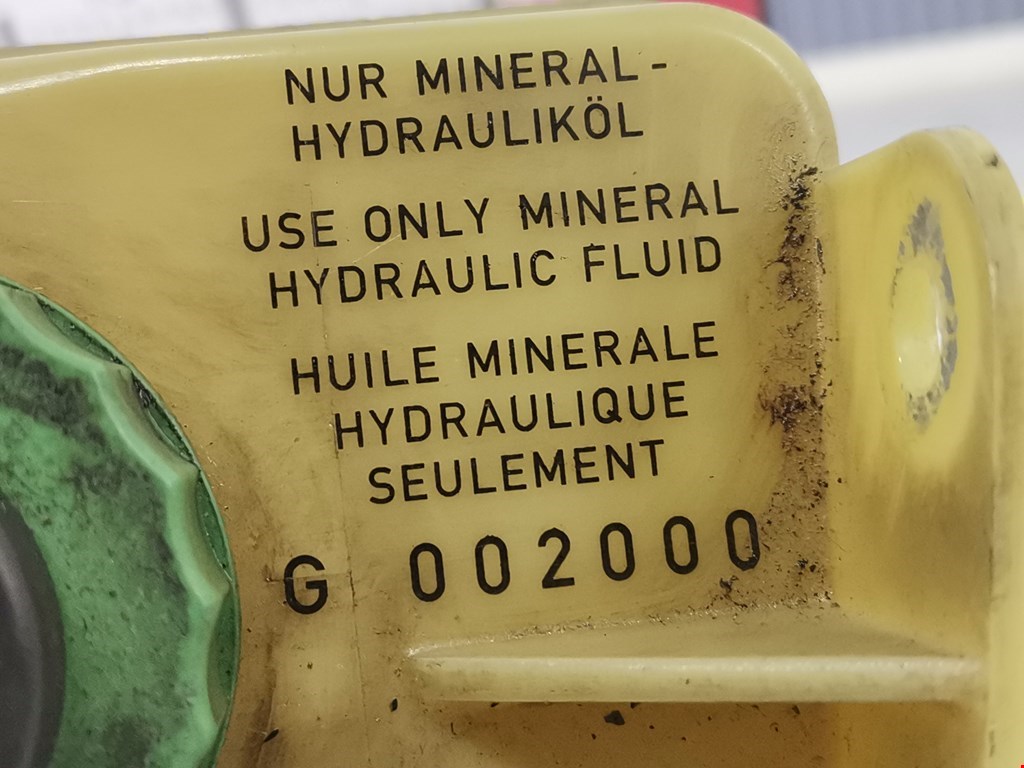 NUR MINERAL-
HYDRAULIKÖL
USE ONLY MINERAL
HYDRAULIC FLUID
HUILE MINERALE
HYDRAULIQUE
SEULEMENT
G 002000